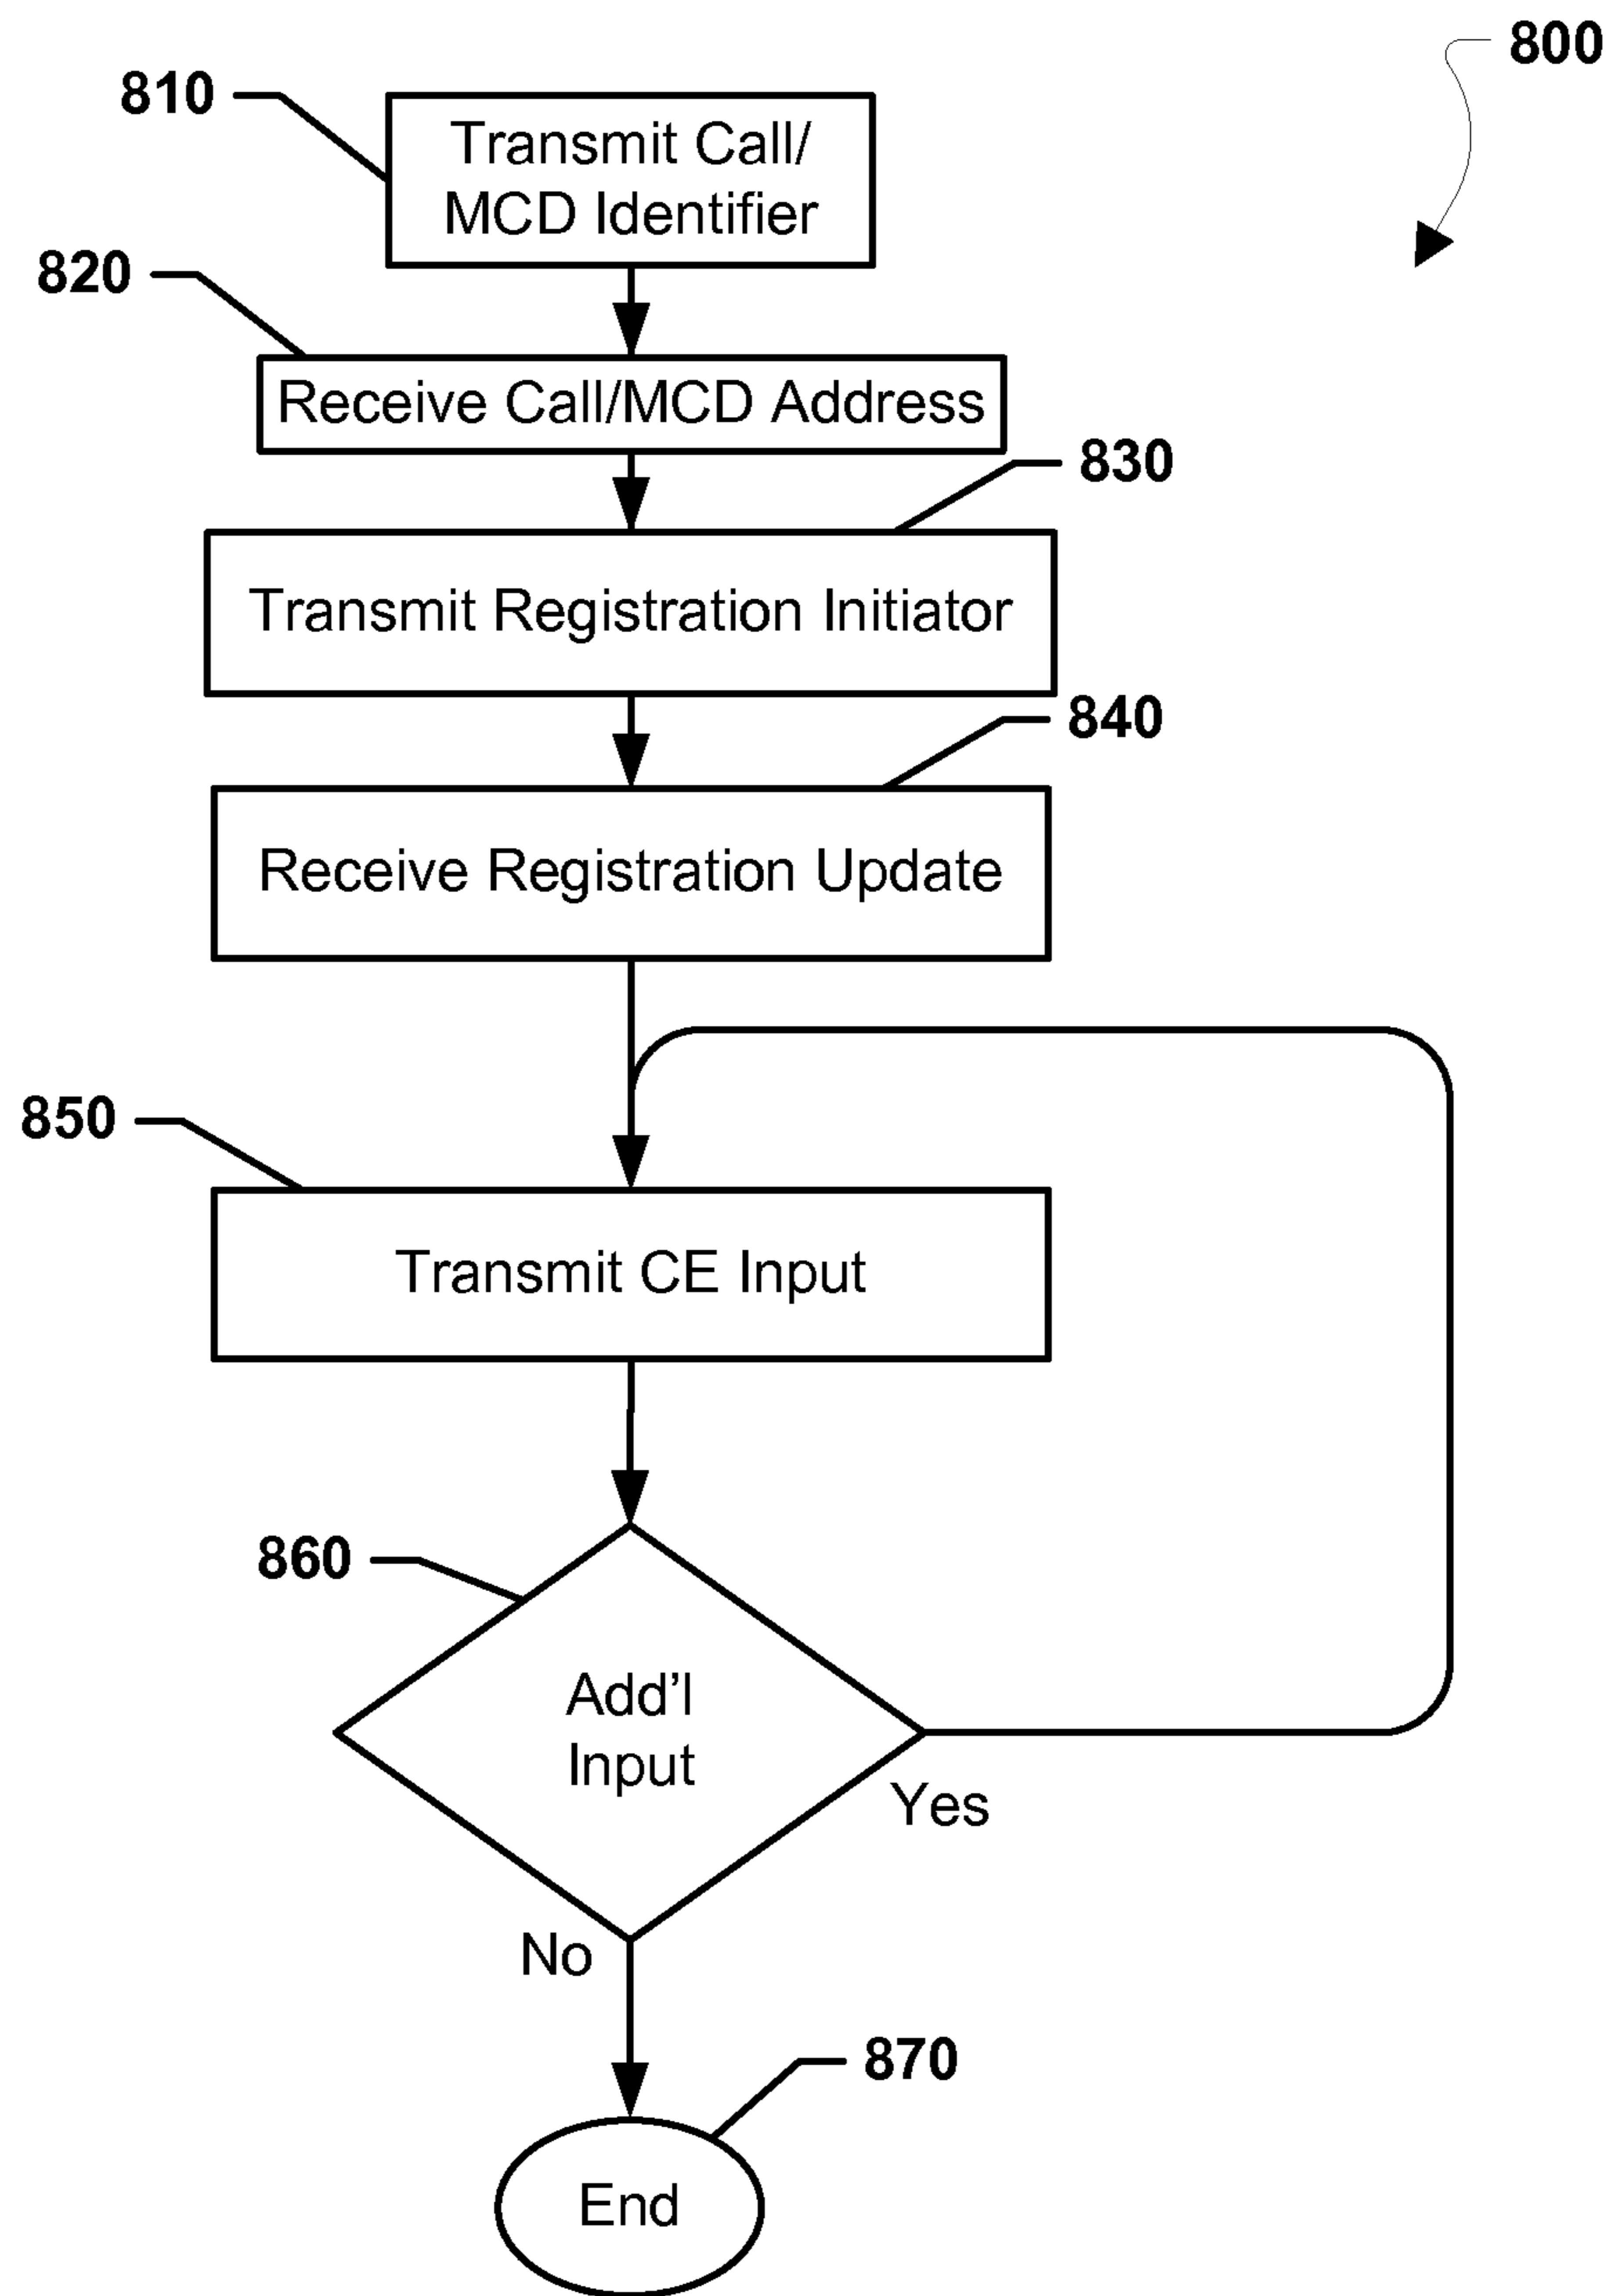 800
810
Transmit Call/
MCD Identifier
820
Receive Call/MCD Address
830
Transmit Registration Initiator
840
Receive Registration Update
850
Transmit CE Input
860
Add'l
Input
Yes
No
870
End